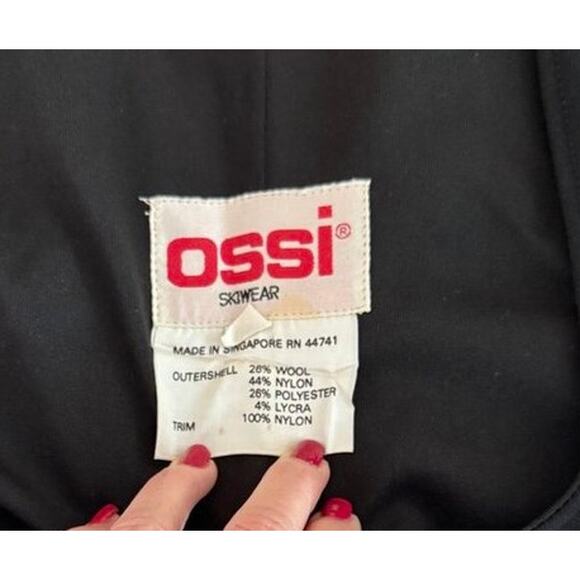 ossi®
SKIWEAR
MADE IN SINGAPORE RN 44741
OUTERSHELL 26% WOOL
44% NYLON
26% POLYESTER
4% LYCRA
TRIM 100% NYLON